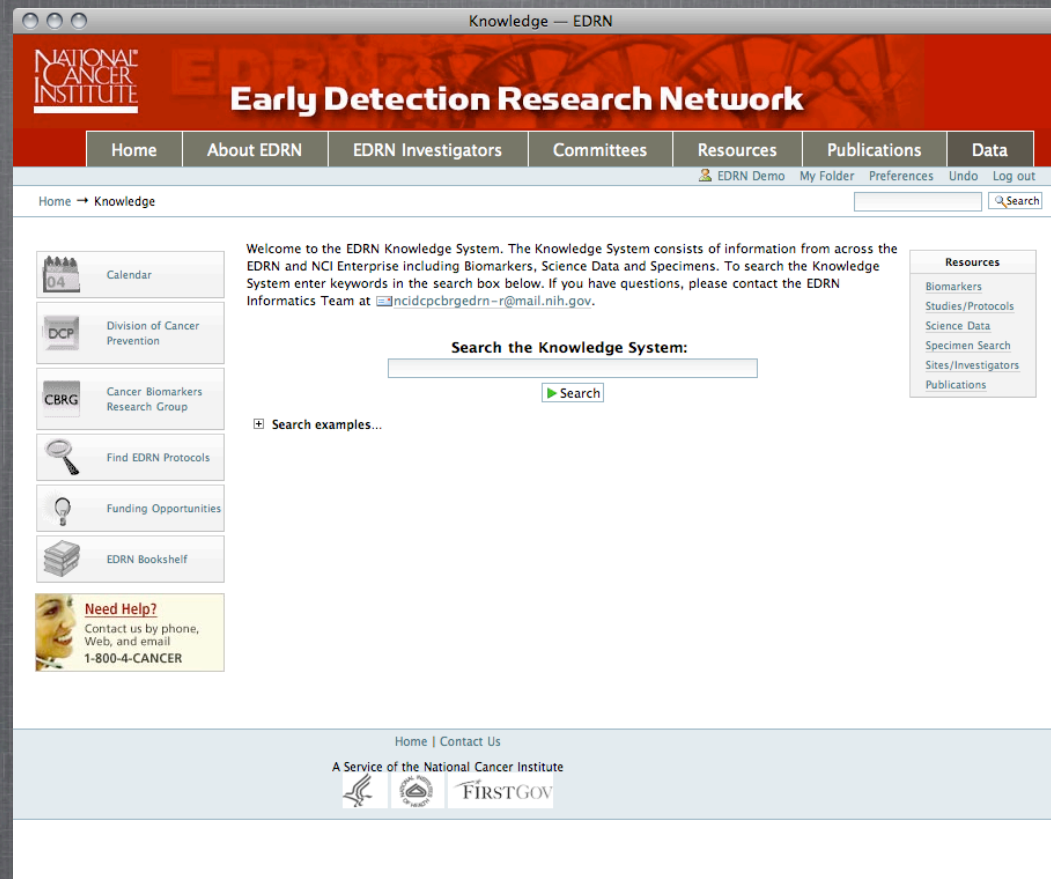 Knowledge — EDRN
NATIONAL
CANCER
INSTITUTE
Early Detection Research Network
Home About EDRN EDRN Investigators Committees Resources Publications Data
EDRN Demo My Folder Preferences Undo Log out
Home → Knowledge
Search
Welcome to the EDRN Knowledge System. The Knowledge System consists of information from across the
EDRN and NCI Enterprise including Biomarkers, Science Data and Specimens. To search the Knowledge
System enter keywords in the search box below. If you have questions, please contact the EDRN
Informatics Team at ncidcpcbrgedrn-r@mail.nih.gov.
Search the Knowledge System:
Search
Search examples...
04
Calendar
DCP
Division of Cancer
Prevention
CBRG
Cancer Biomarkers
Research Group
Find EDRN Protocols
Funding Opportunities
EDRN Bookshelf
Need Help?
Contact us by phone,
Web, and email
1-800-4-CANCER
Resources
Biomarkers
Studies/Protocols
Science Data
Specimen Search
Sites/Investigators
Publications
Home | Contact Us
A Service of the National Cancer Institute
FIRSTGOV